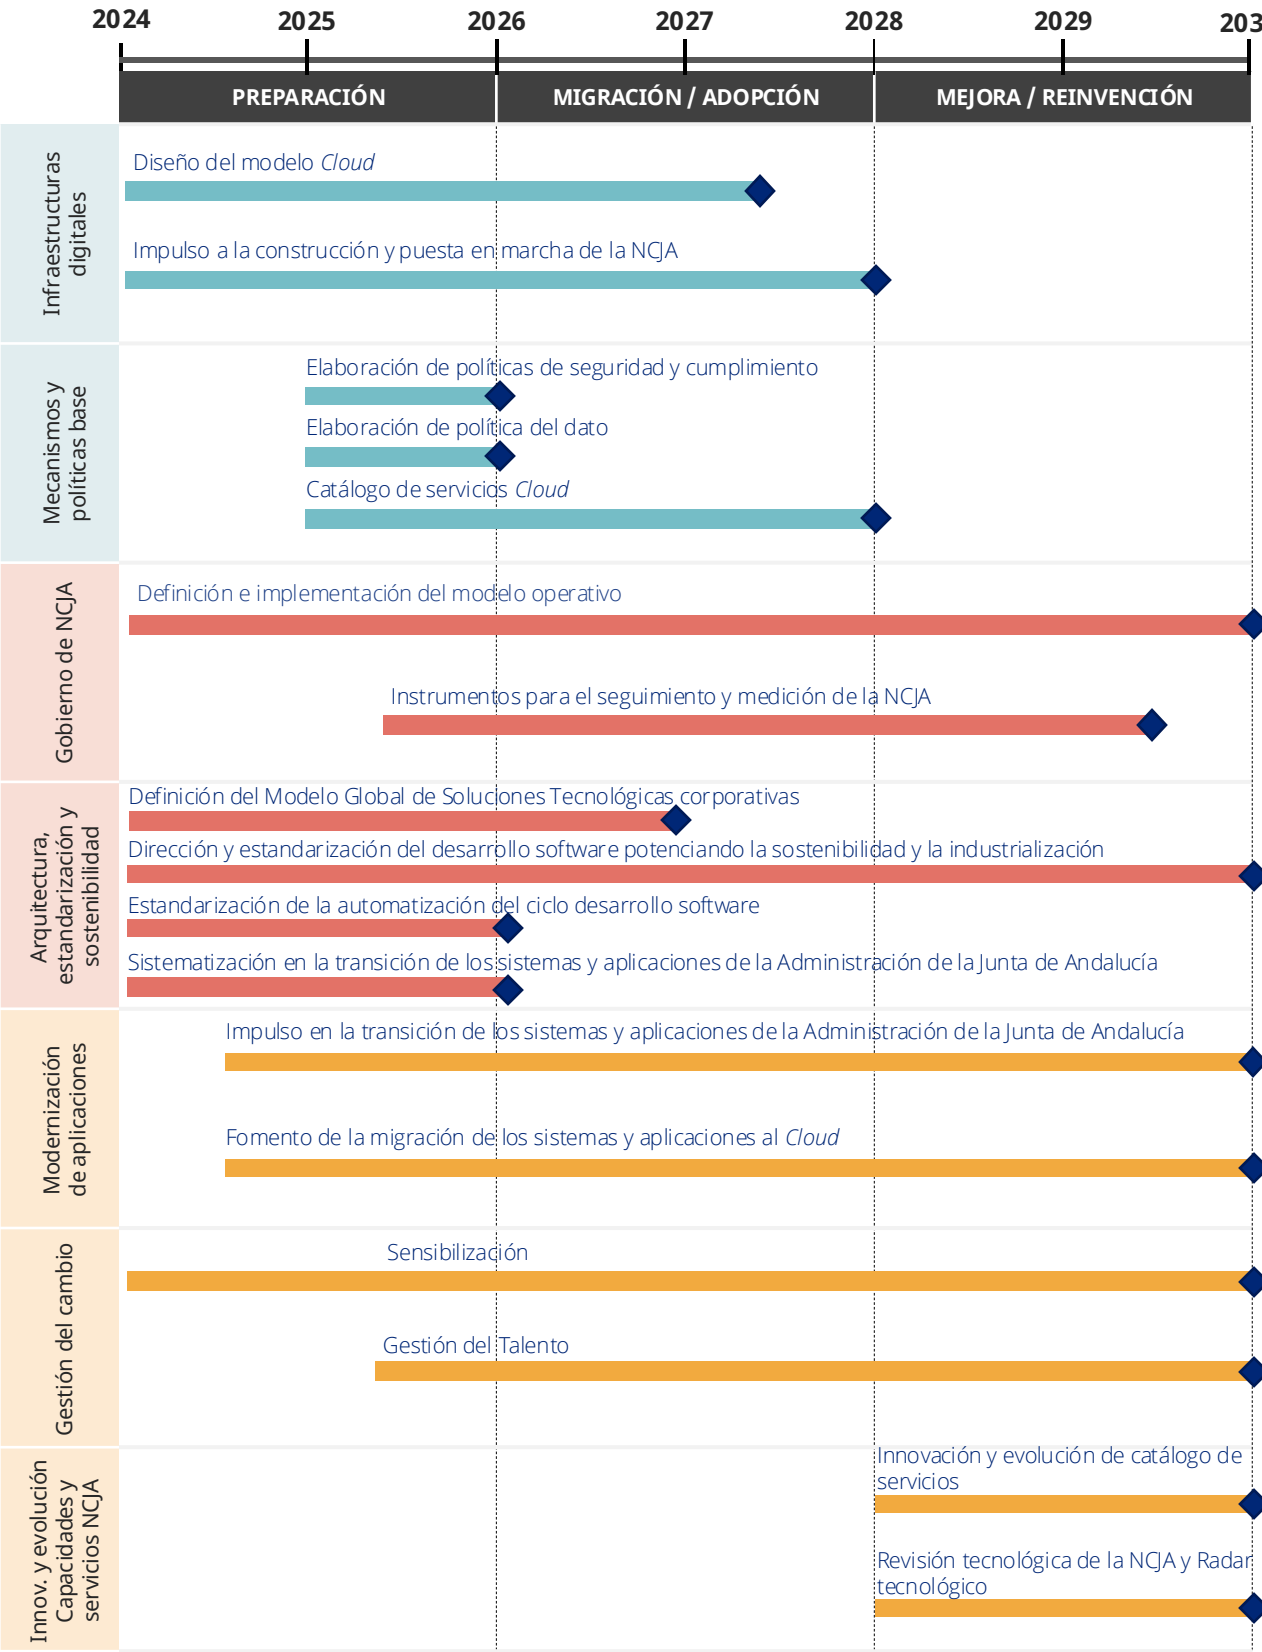 2024 2025 2026 2027 2028 2029 203
PREPARACIÓN MIGRACIÓN / ADOPCIÓN MEJORA / REINVENCIÓN
Infraestructuras
digitales
Diseño del modelo Cloud
Impulso a la construcción y puesta en marcha de la NCJA
Mecanismos y
políticas base
Elaboración de políticas de seguridad y cumplimiento
Elaboración de política del dato
Catálogo de servicios Cloud
Gobierno de NCJA
Definición e implementación del modelo operativo
Instrumentos para el seguimiento y medición de la NCJA
Arquitectura,
estandarización y
sostenibilidad
Definición del Modelo Global de Soluciones Tecnológicas corporativas
Dirección y estandarización del desarrollo software potenciando la sostenibilidad y la industrialización
Estandarización de la automatización del ciclo desarrollo software
Sistematización en la transición de los sistemas y aplicaciones de la Administración de la Junta de Andalucía
Modernización
de aplicaciones
Impulso en la transición de los sistemas y aplicaciones de la Administración de la Junta de Andalucía
Fomento de la migración de los sistemas y aplicaciones al Cloud
Gestión del cambio
Sensibilización
Gestión del Talento
Innov. y evolución
Capacidades y
servicios NCJA
Innovación y evolución de catálogo de
servicios
Revisión tecnológica de la NCJA y Radar
tecnológico